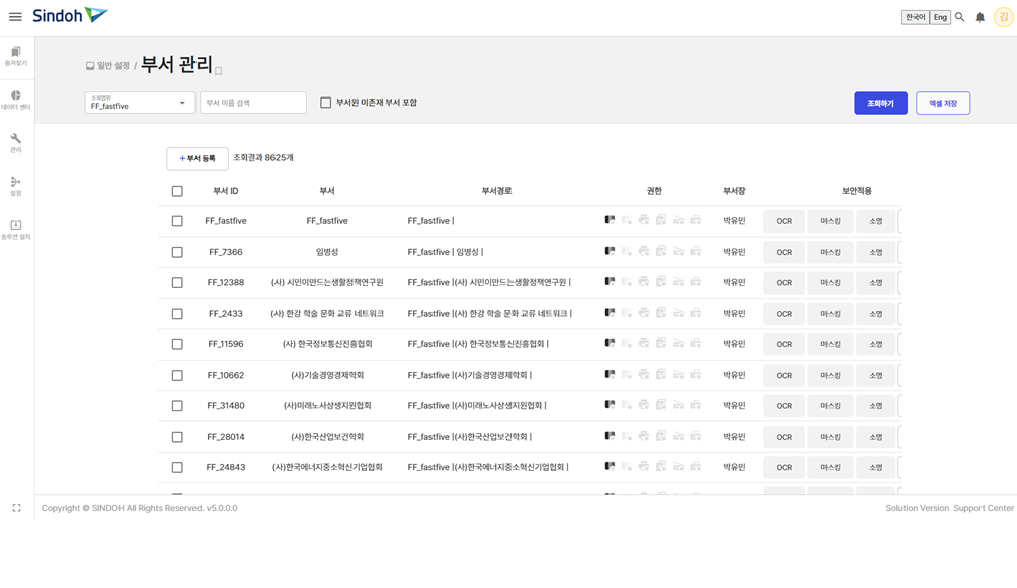 Sindoh
한국어 Eng
김
즐겨찾기
데이터 센터
관리
설정
솔루션 설치
일반 설정 / 부서 관리
조회범위
FF_fastfive
부서 이름 검색
부서원 미존재 부서 포함
조회하기
엑셀 저장
+ 부서 등록
조회결과 8625개
부서 ID 부서 부서경로 권한 부서장 보안적용
FF_fastfive FF_fastfive FF_fastfive | 박유민 OCR 마스킹 소명
FF_7366 임병성 FF_fastfive | 임병성 | 박유민 OCR 마스킹 소명
FF_12388 (사) 시민이만드는생활정책연구원 FF_fastfive |(사) 시민이만드는생활정책연구원 | 박유민 OCR 마스킹 소명
FF_2433 (사) 한강 학술 문화 교류 네트워크 FF_fastfive |(사) 한강 학술 문화 교류 네트워크 | 박유민 OCR 마스킹 소명
FF_11596 (사) 한국정보통신진흥협회 FF_fastfive |(사) 한국정보통신진흥협회 | 박유민 OCR 마스킹 소명
FF_10662 (사)기술경영경제학회 FF_fastfive |(사)기술경영경제학회 | 박유민 OCR 마스킹 소명
FF_31480 (사)미래노사상생지원협회 FF_fastfive |(사)미래노사상생지원협회 | 박유민 OCR 마스킹 소명
FF_28014 (사)한국산업보건학회 FF_fastfive |(사)한국산업보건학회 | 박유민 OCR 마스킹 소명
FF_24843 (사)한국에너지중소혁신기업협회 FF_fastfive |(사)한국에너지중소혁신기업협회 | 박유민 OCR 마스킹 소명
Copyright © SINDOH All Rights Reserved. v5.0.0.0
Solution Version Support Center